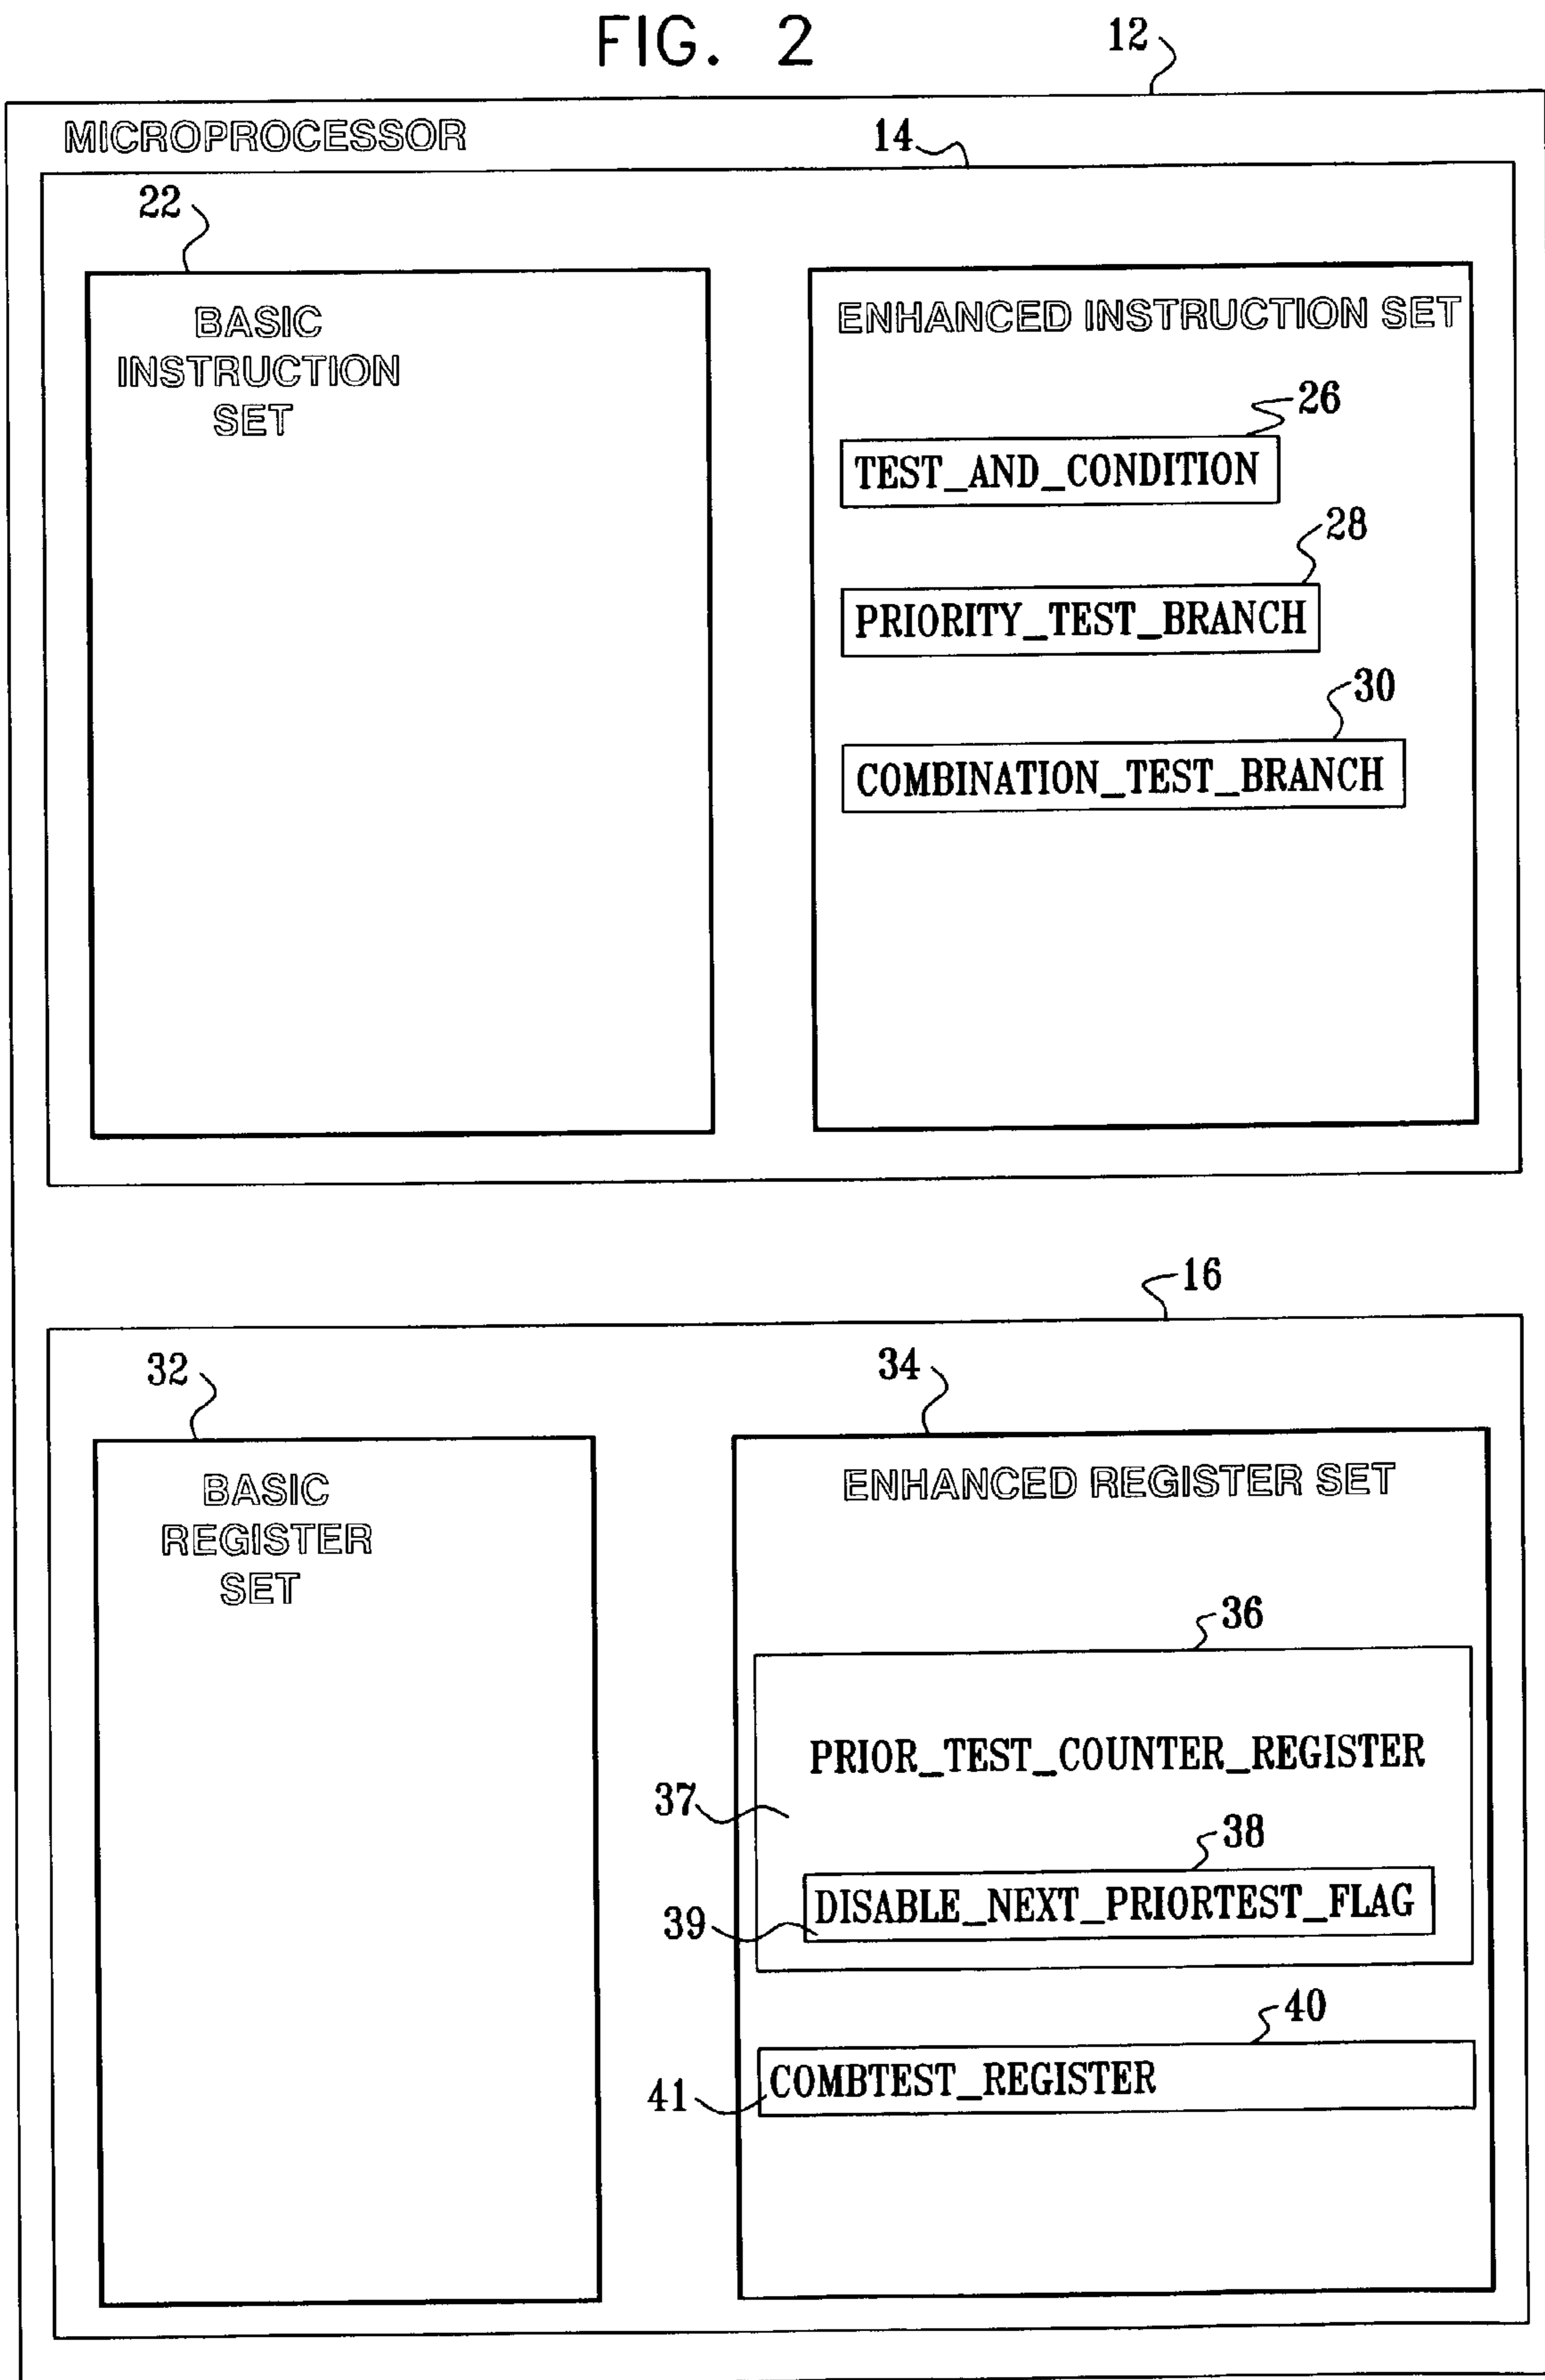 FIG. 2
12
MICROPROCESSOR
14
22
BASIC
INSTRUCTION
SET
ENHANCED INSTRUCTION SET
26
TEST_AND_CONDITION
28
PRIORITY_TEST_BRANCH
30
COMBINATION_TEST_BRANCH
16
32
BASIC
REGISTER
SET
34
ENHANCED REGISTER SET
36
PRIOR_TEST_COUNTER_REGISTER
37
38
DISABLE_NEXT_PRIORTEST_FLAG
39
40
COMBTEST_REGISTER
41